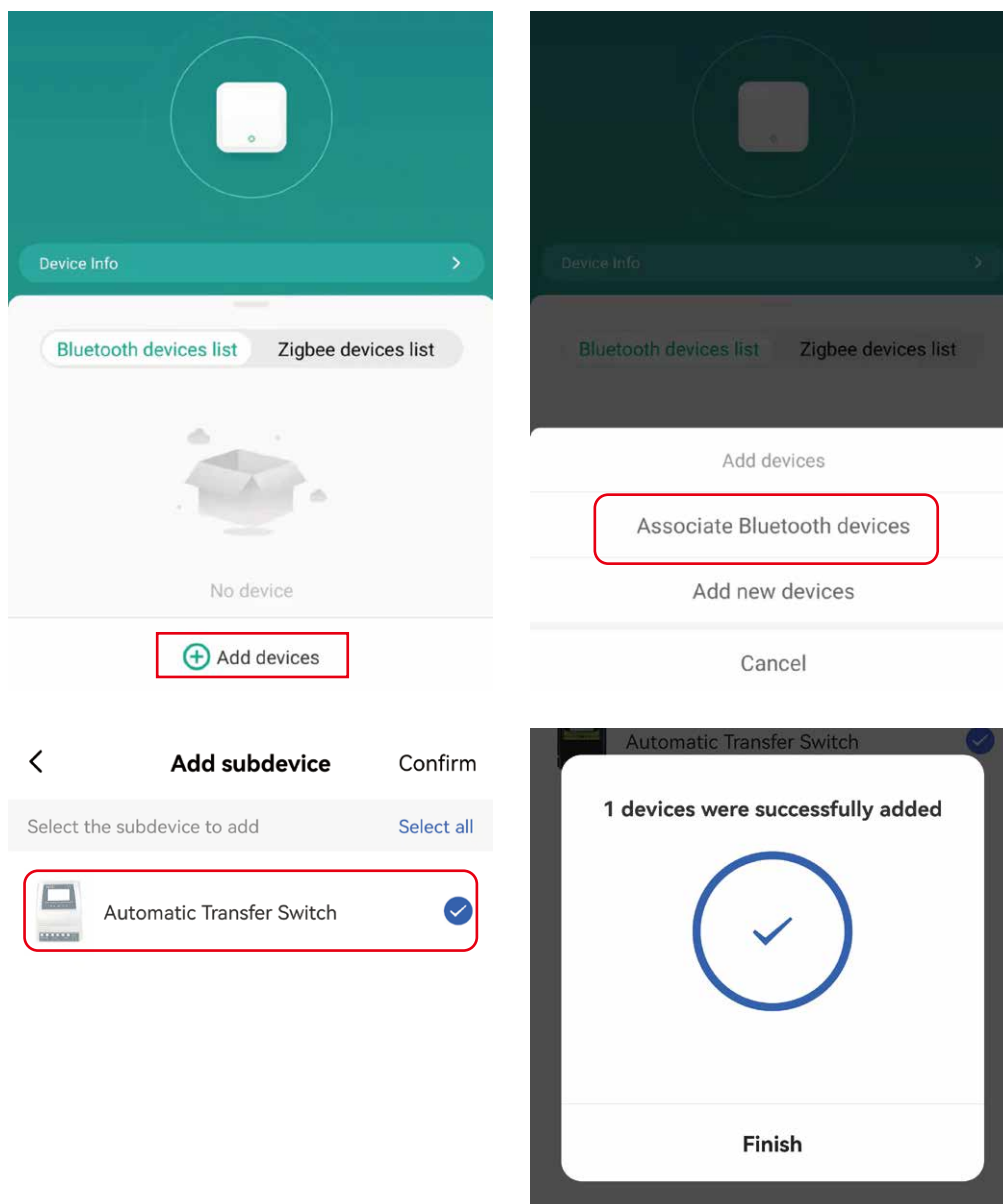 Device Info
Bluetooth devices list
Zigbee devices list
No device
Add devices
Device Info
Bluetooth devices list
Zigbee devices list
Add devices
Associate Bluetooth devices
Add new devices
Cancel
Add subdevice
Confirm
Select the subdevice to add
Select all
Automatic Transfer Switch
Automatic Transfer Switch
1 devices were successfully added
Finish